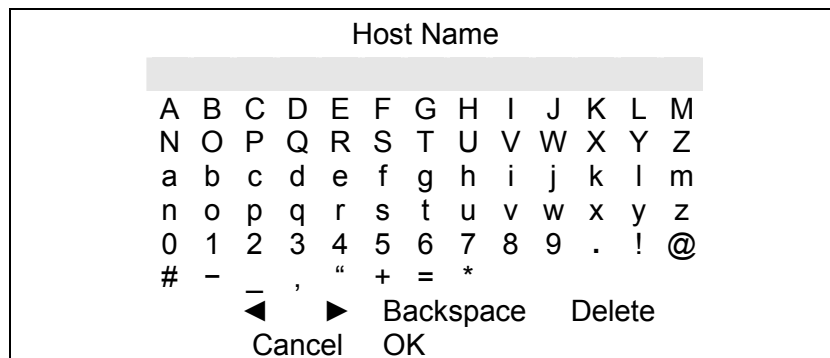 Host Name
A B C D E F G H I J K L M
N O P Q R S T U V W X Y Z
a b c d e f g h i j k l m
n o p q r s t u v w x y z
0 1 2 3 4 5 6 7 8 9 . ! @
# − _ , “ + = *
◄ ► Backspace Delete
Cancel OK